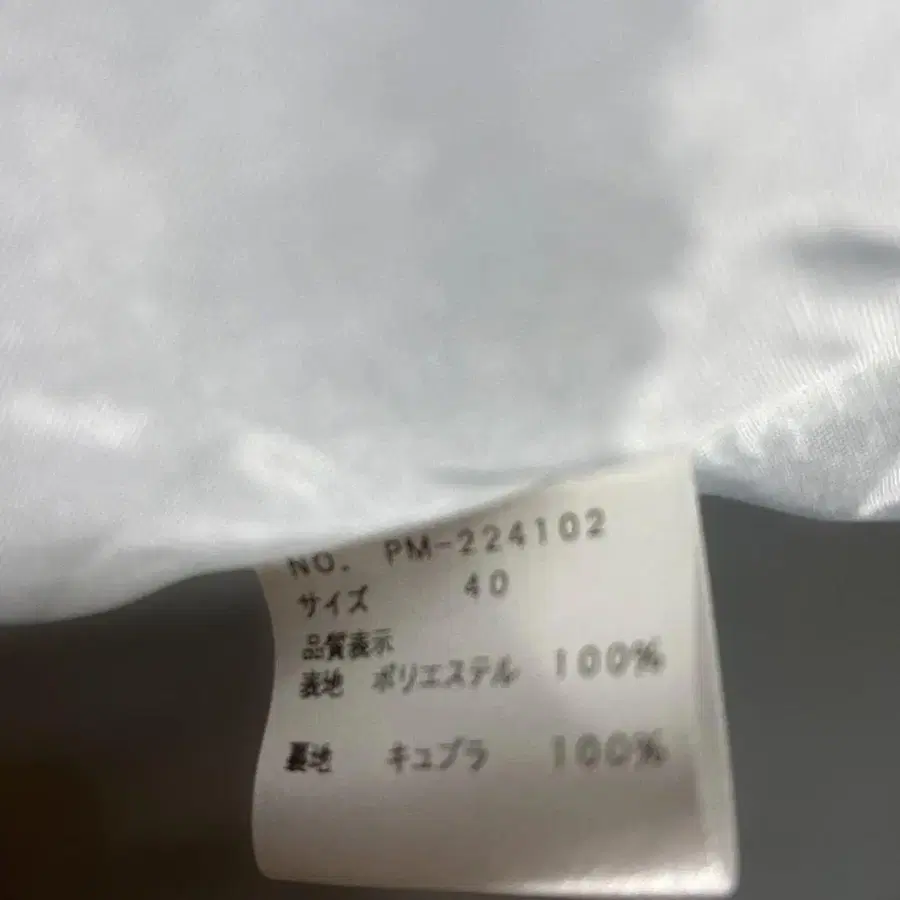 NO. PM-224102
サイズ 40
品質表示
表地 ポリエステル 100%
裏地 キュプラ 100%